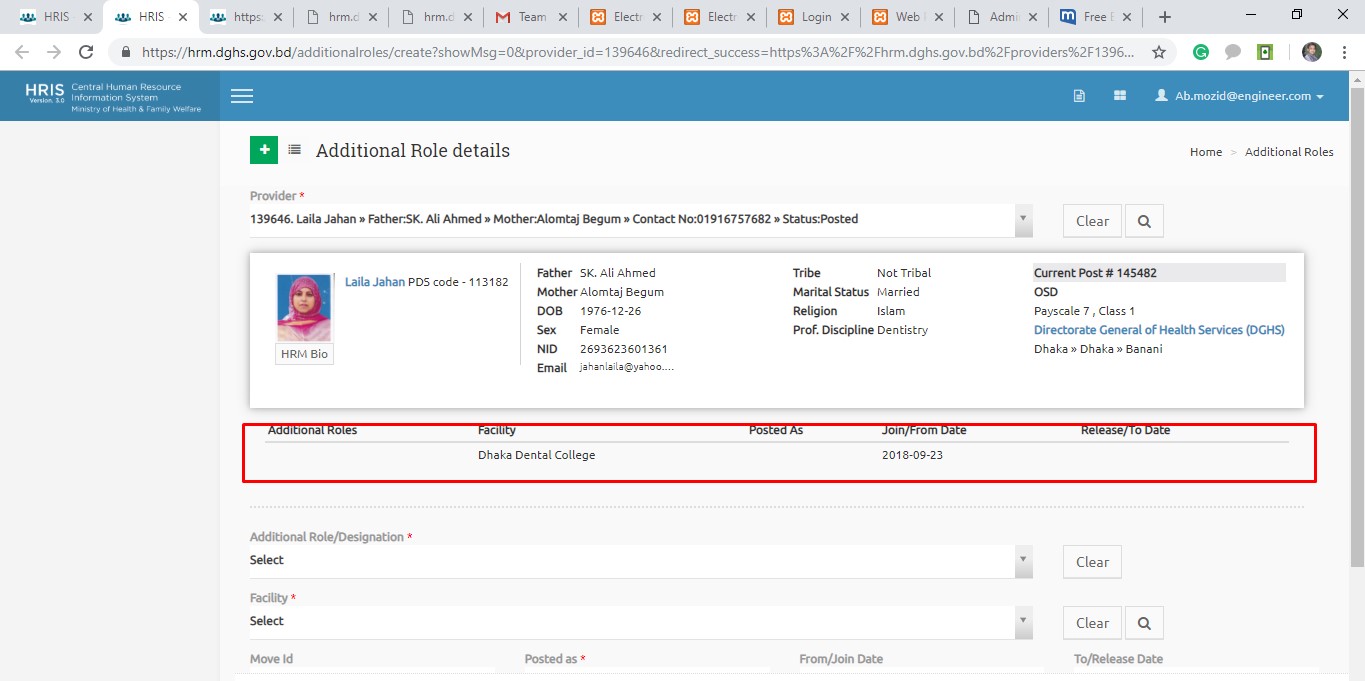 HRIS
HRIS
https:
hrm.d
hrm.d
Team
Electr
Electr
Login
Web
Admi
Free E
https://hrm.dghs.gov.bd/additionalroles/create?showMsg=0&provider_id=139646&redirect_success=https%3A%2F%2Fhrm.dghs.gov.bd%2Fproviders%2F1396...
HRIS
Version. 3.0
Central Human Resource
Information System
Ministry of Health & Family Welfare
Ab.mozid@engineer.com
Additional Role details
Home > Additional Roles
Provider *
139646. Laila Jahan » Father:SK. Ali Ahmed » Mother:Alomtaj Begum » Contact No:01916757682 » Status:Posted
Clear
Laila Jahan PDS code - 113182
HRM Bio
Father SK. Ali Ahmed
Mother Alomtaj Begum
DOB 1976-12-26
Sex Female
NID 2693623601361
Email jahanlaila@yahoo....
Tribe Not Tribal
Marital Status Married
Religion Islam
Prof. Discipline Dentistry
Current Post # 145482
OSD
Payscale 7 , Class 1
Directorate General of Health Services (DGHS)
Dhaka » Dhaka » Banani
Additional Roles Facility Posted As Join/From Date Release/To Date
Dhaka Dental College 2018-09-23
Additional Role/Designation *
Select
Clear
Facility *
Select
Clear
Move Id Posted as * From/Join Date To/Release Date